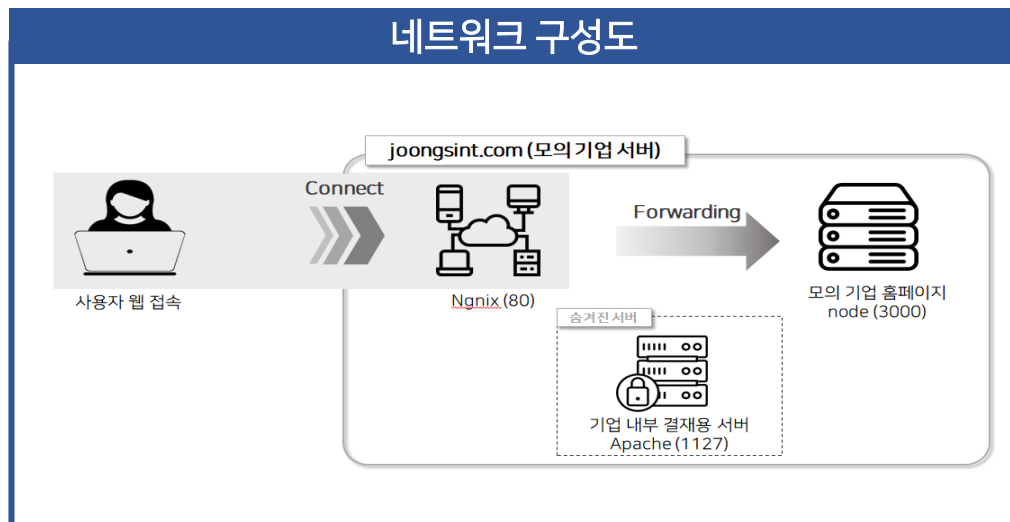 네트워크 구성도
joongsint.com (모의 기업 서버)
Connect
Forwarding
사용자 웹 접속
Ngnix (80)
모의 기업 홈페이지
node (3000)
숨겨진 서버
기업 내부 결재용 서버
Apache (1127)